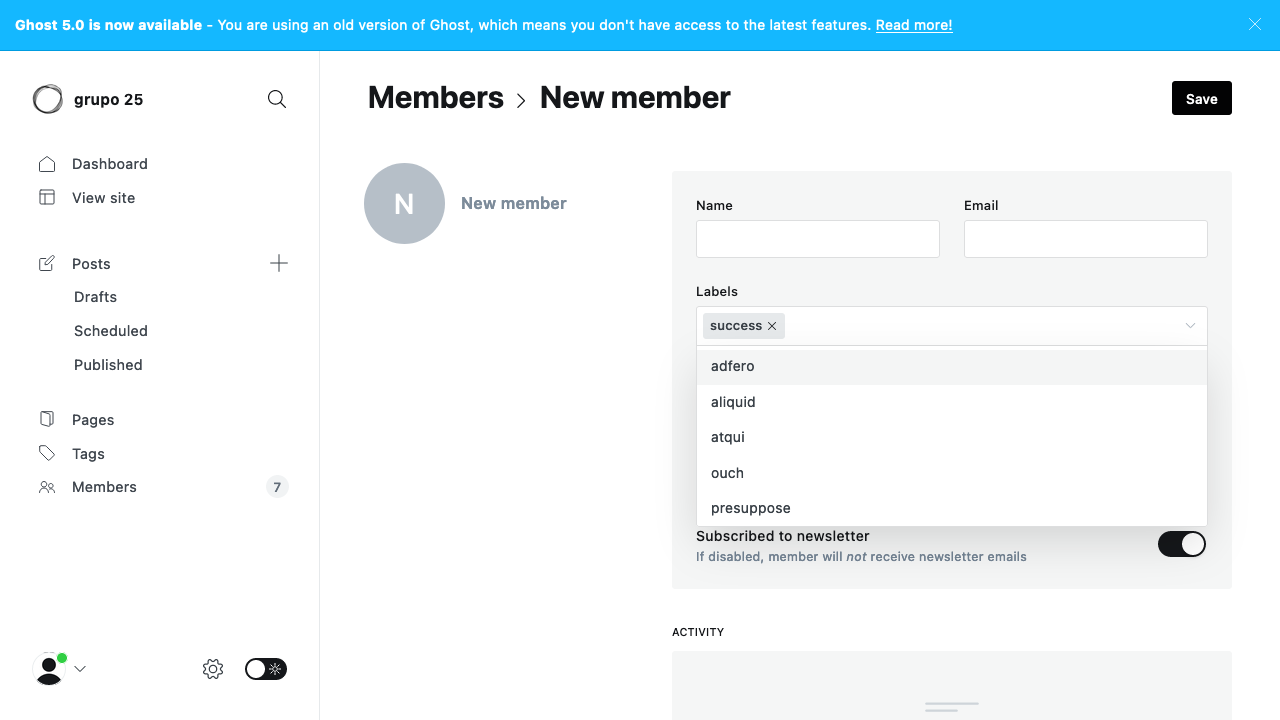 Ghost 5.0 is now available - You are using an old version of Ghost, which means you don't have access to the latest features. Read more!
grupo 25
Members > New member
Save
Dashboard
View site
Posts
Drafts
Scheduled
Published
Pages
Tags
Members
7
N
New member
Name
Email
Labels
success
adfero
aliquid
atqui
ouch
presuppose
Subscribed to newsletter
If disabled, member will not receive newsletter emails
ACTIVITY